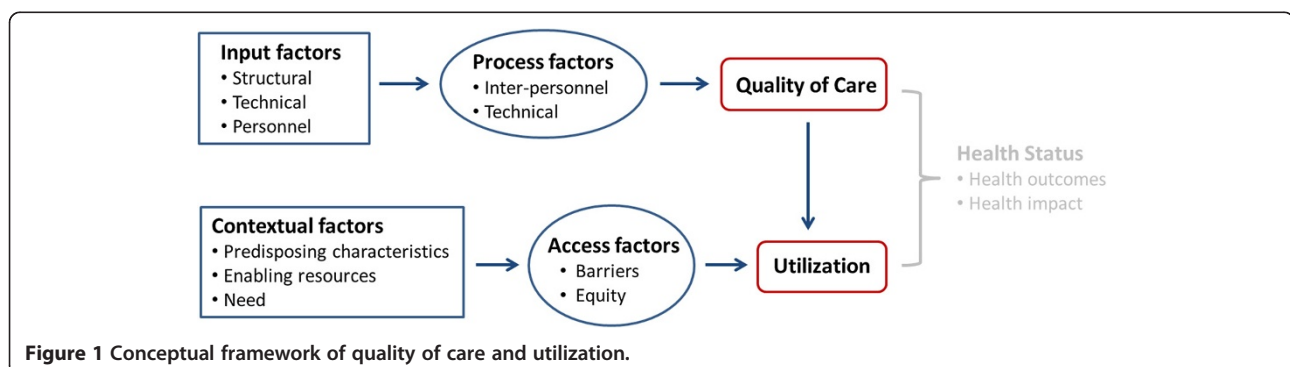 Input factors
• Structural
• Technical
• Personnel
Process factors
• Inter-personnel
• Technical
Quality of Care
Health Status
• Health outcomes
• Health impact
Contextual factors
• Predisposing characteristics
• Enabling resources
• Need
Access factors
• Barriers
• Equity
Utilization
Figure 1 Conceptual framework of quality of care and utilization.